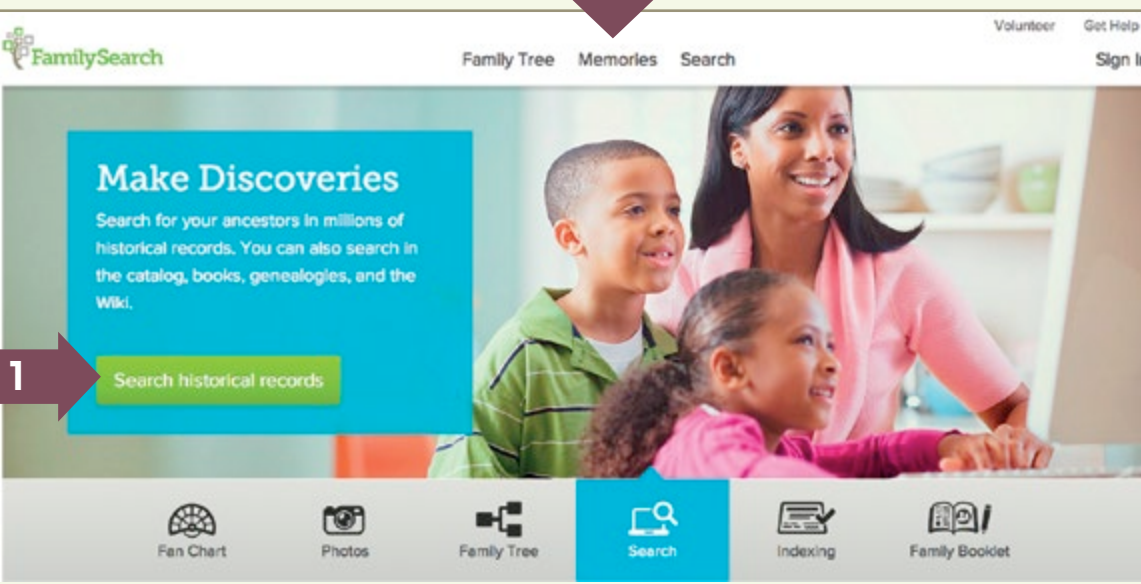 Volunteer Get Help
FamilySearch
Family Tree Memories Search
Sign In
Make Discoveries
Search for your ancestors in millions of
historical records. You can also search in
the catalog, books, genealogies, and the
Wiki.
1
Search historical records
Fan Chart Photos Family Tree Search Indexing Family Booklet